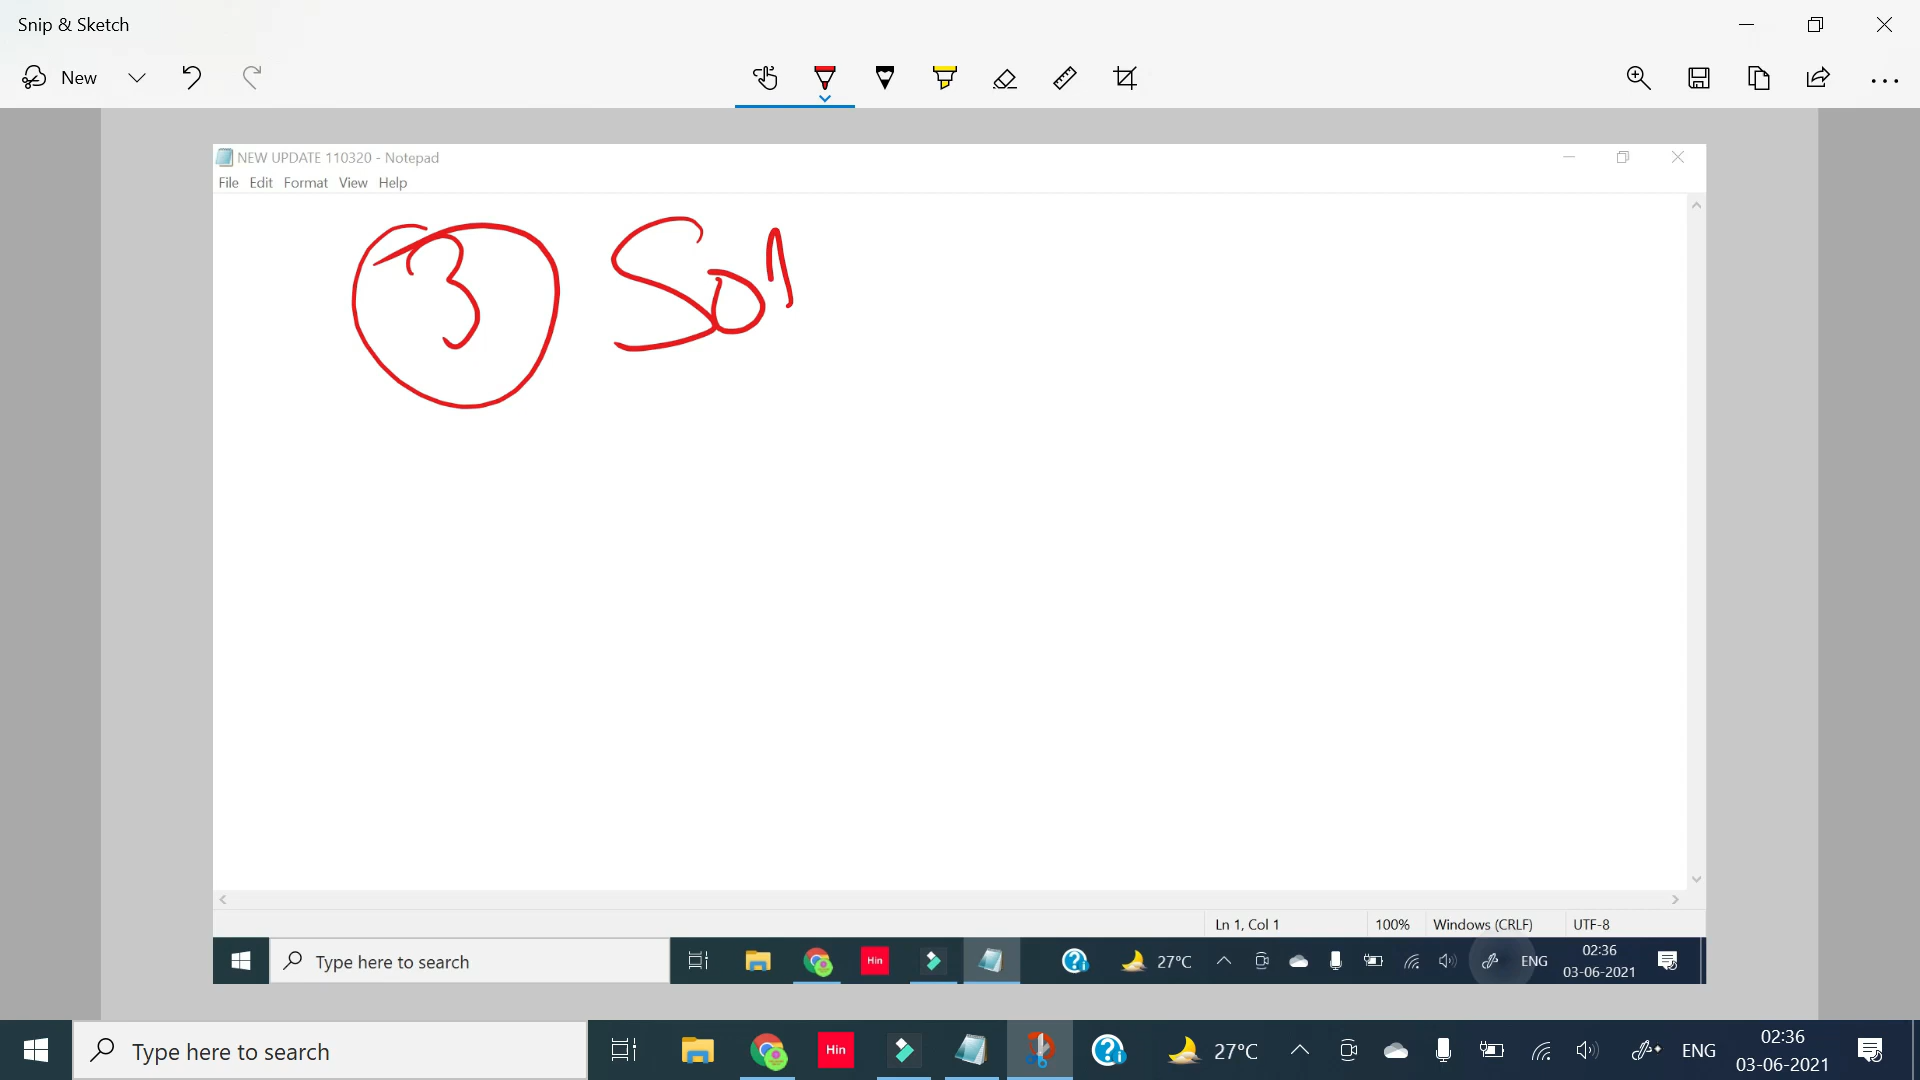 Snip & Sketch
New
NEW UPDATE 110320 - Notepad
File Edit Format View Help
3
Ln 1, Col 1 100% Windows (CRLF) UTF-8
Type here to search Hin 27°C ENG 02:36
03-06-2021
Type here to search Hin 27°C ENG 02:36
03-06-2021